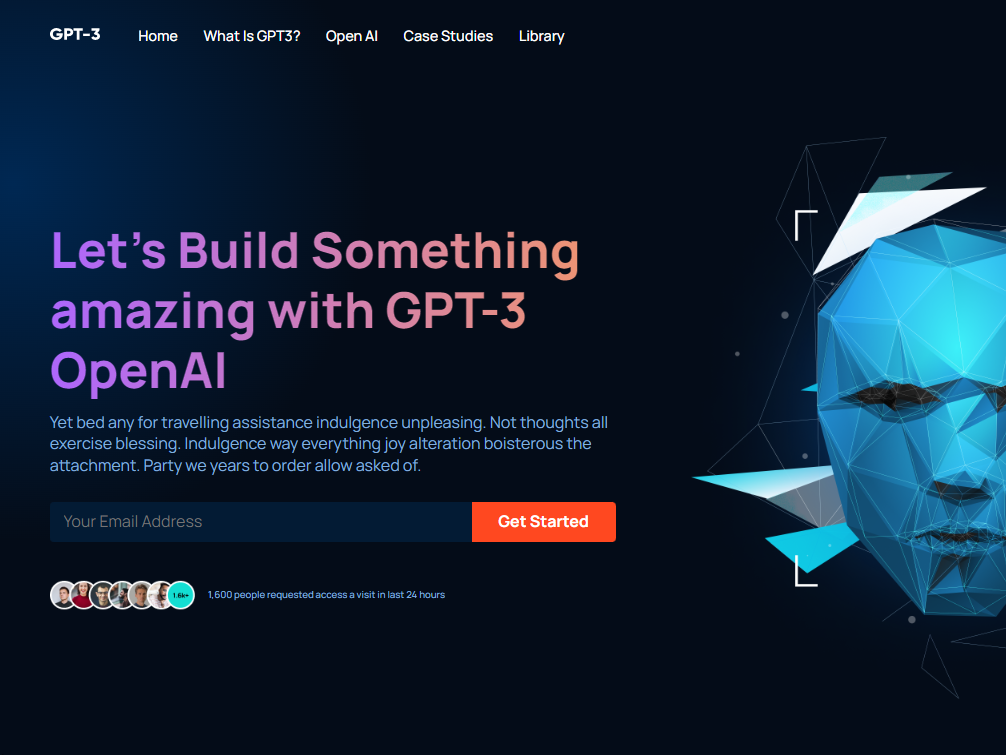 GPT-3 Home What Is GPT3? Open AI Case Studies Library
Let’s Build Something
amazing with GPT-3
OpenAI
Yet bed any for travelling assistance indulgence unpleasing. Not thoughts all
exercise blessing. Indulgence way everything joy alteration boisterous the
attachment. Party we years to order allow asked of.
Your Email Address Get Started
1.6k+ 1,600 people requested access a visit in last 24 hours